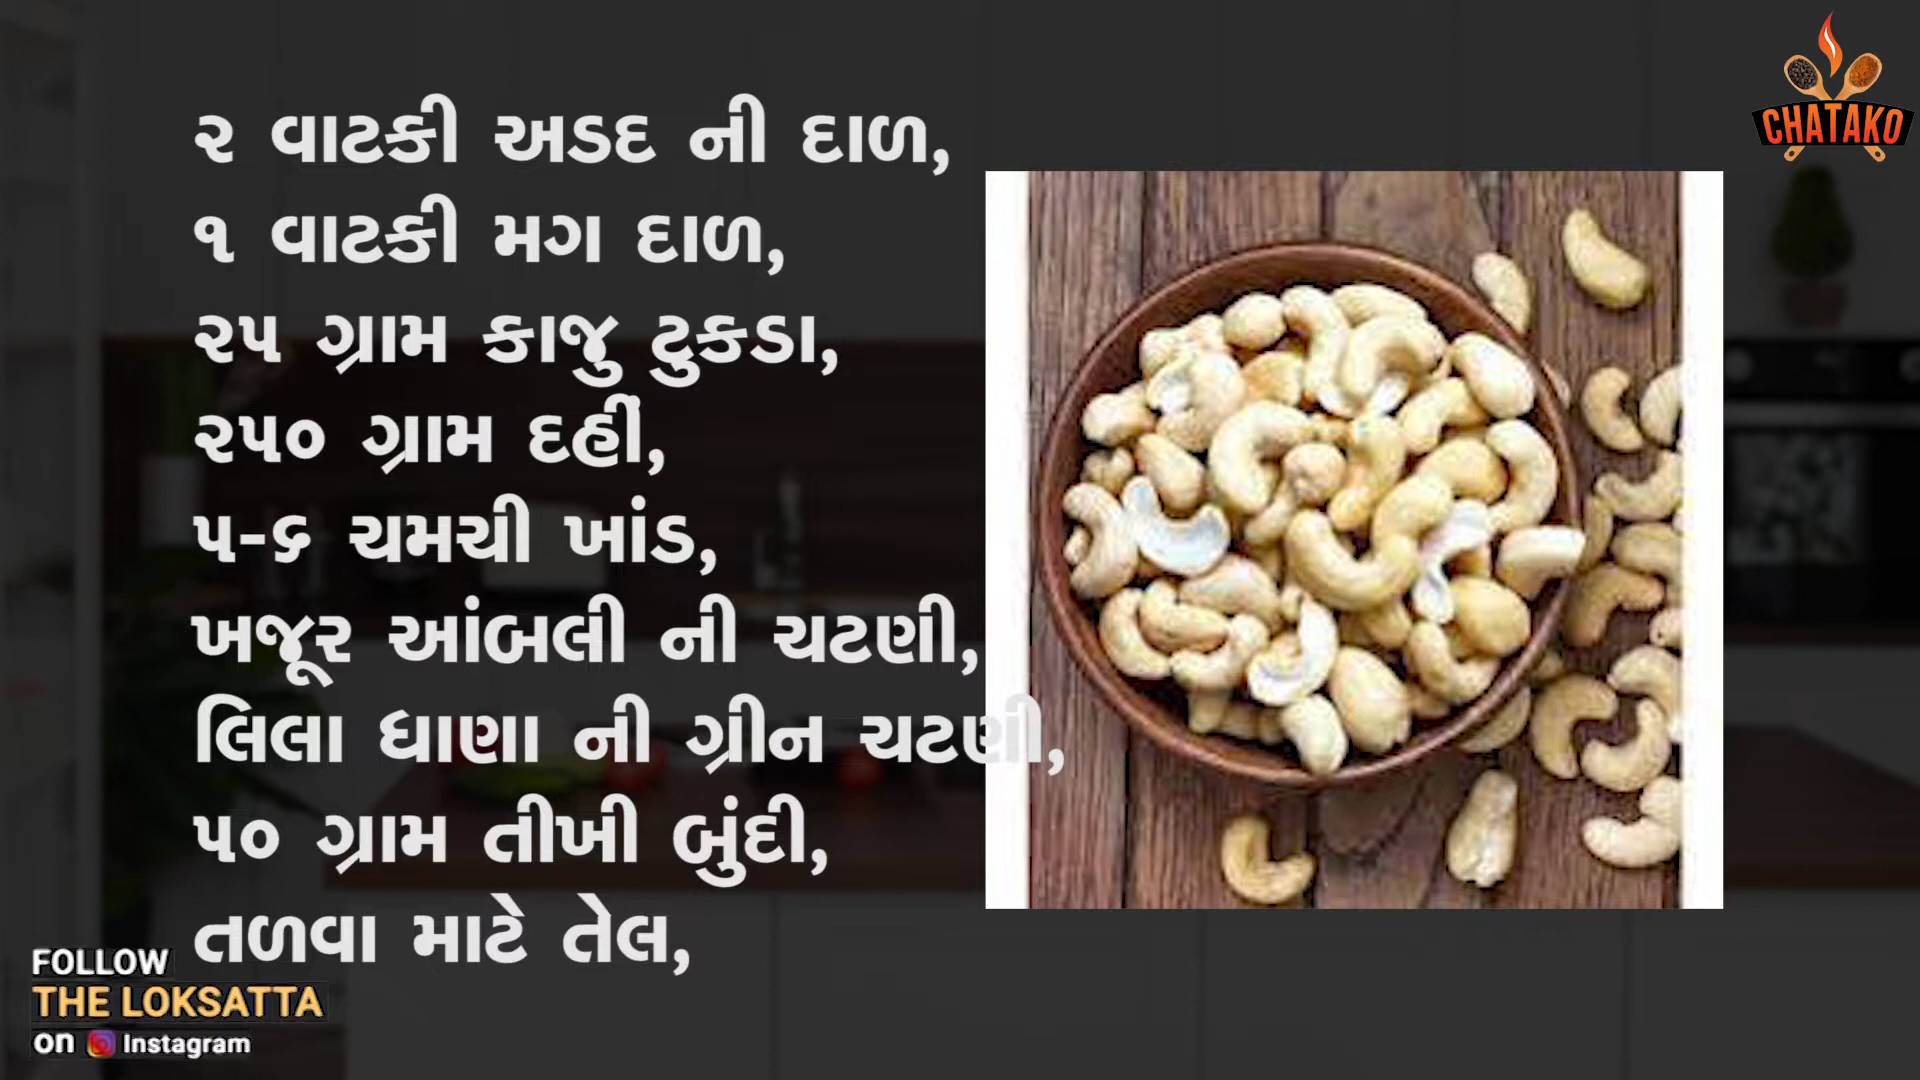 ૨ વાટકી અડદ ની દાળ,
૧ વાટકી મગ દાળ,
૨૫ ગ્રામ કાજુ ટુકડા,
૨૫૦ ગ્રામ દહીં,
૫-૬ ચમચી ખાંડ,
ખજૂર આંબલી ની ચટણી,
લિલા ધાણા ની ગ્રીન ચટણી,
૫૦ ગ્રામ તીખી બુંદી,
તળવા માટે તેલ,
CHATAKO
FOLLOW
THE LOKSATTA
on Instagram